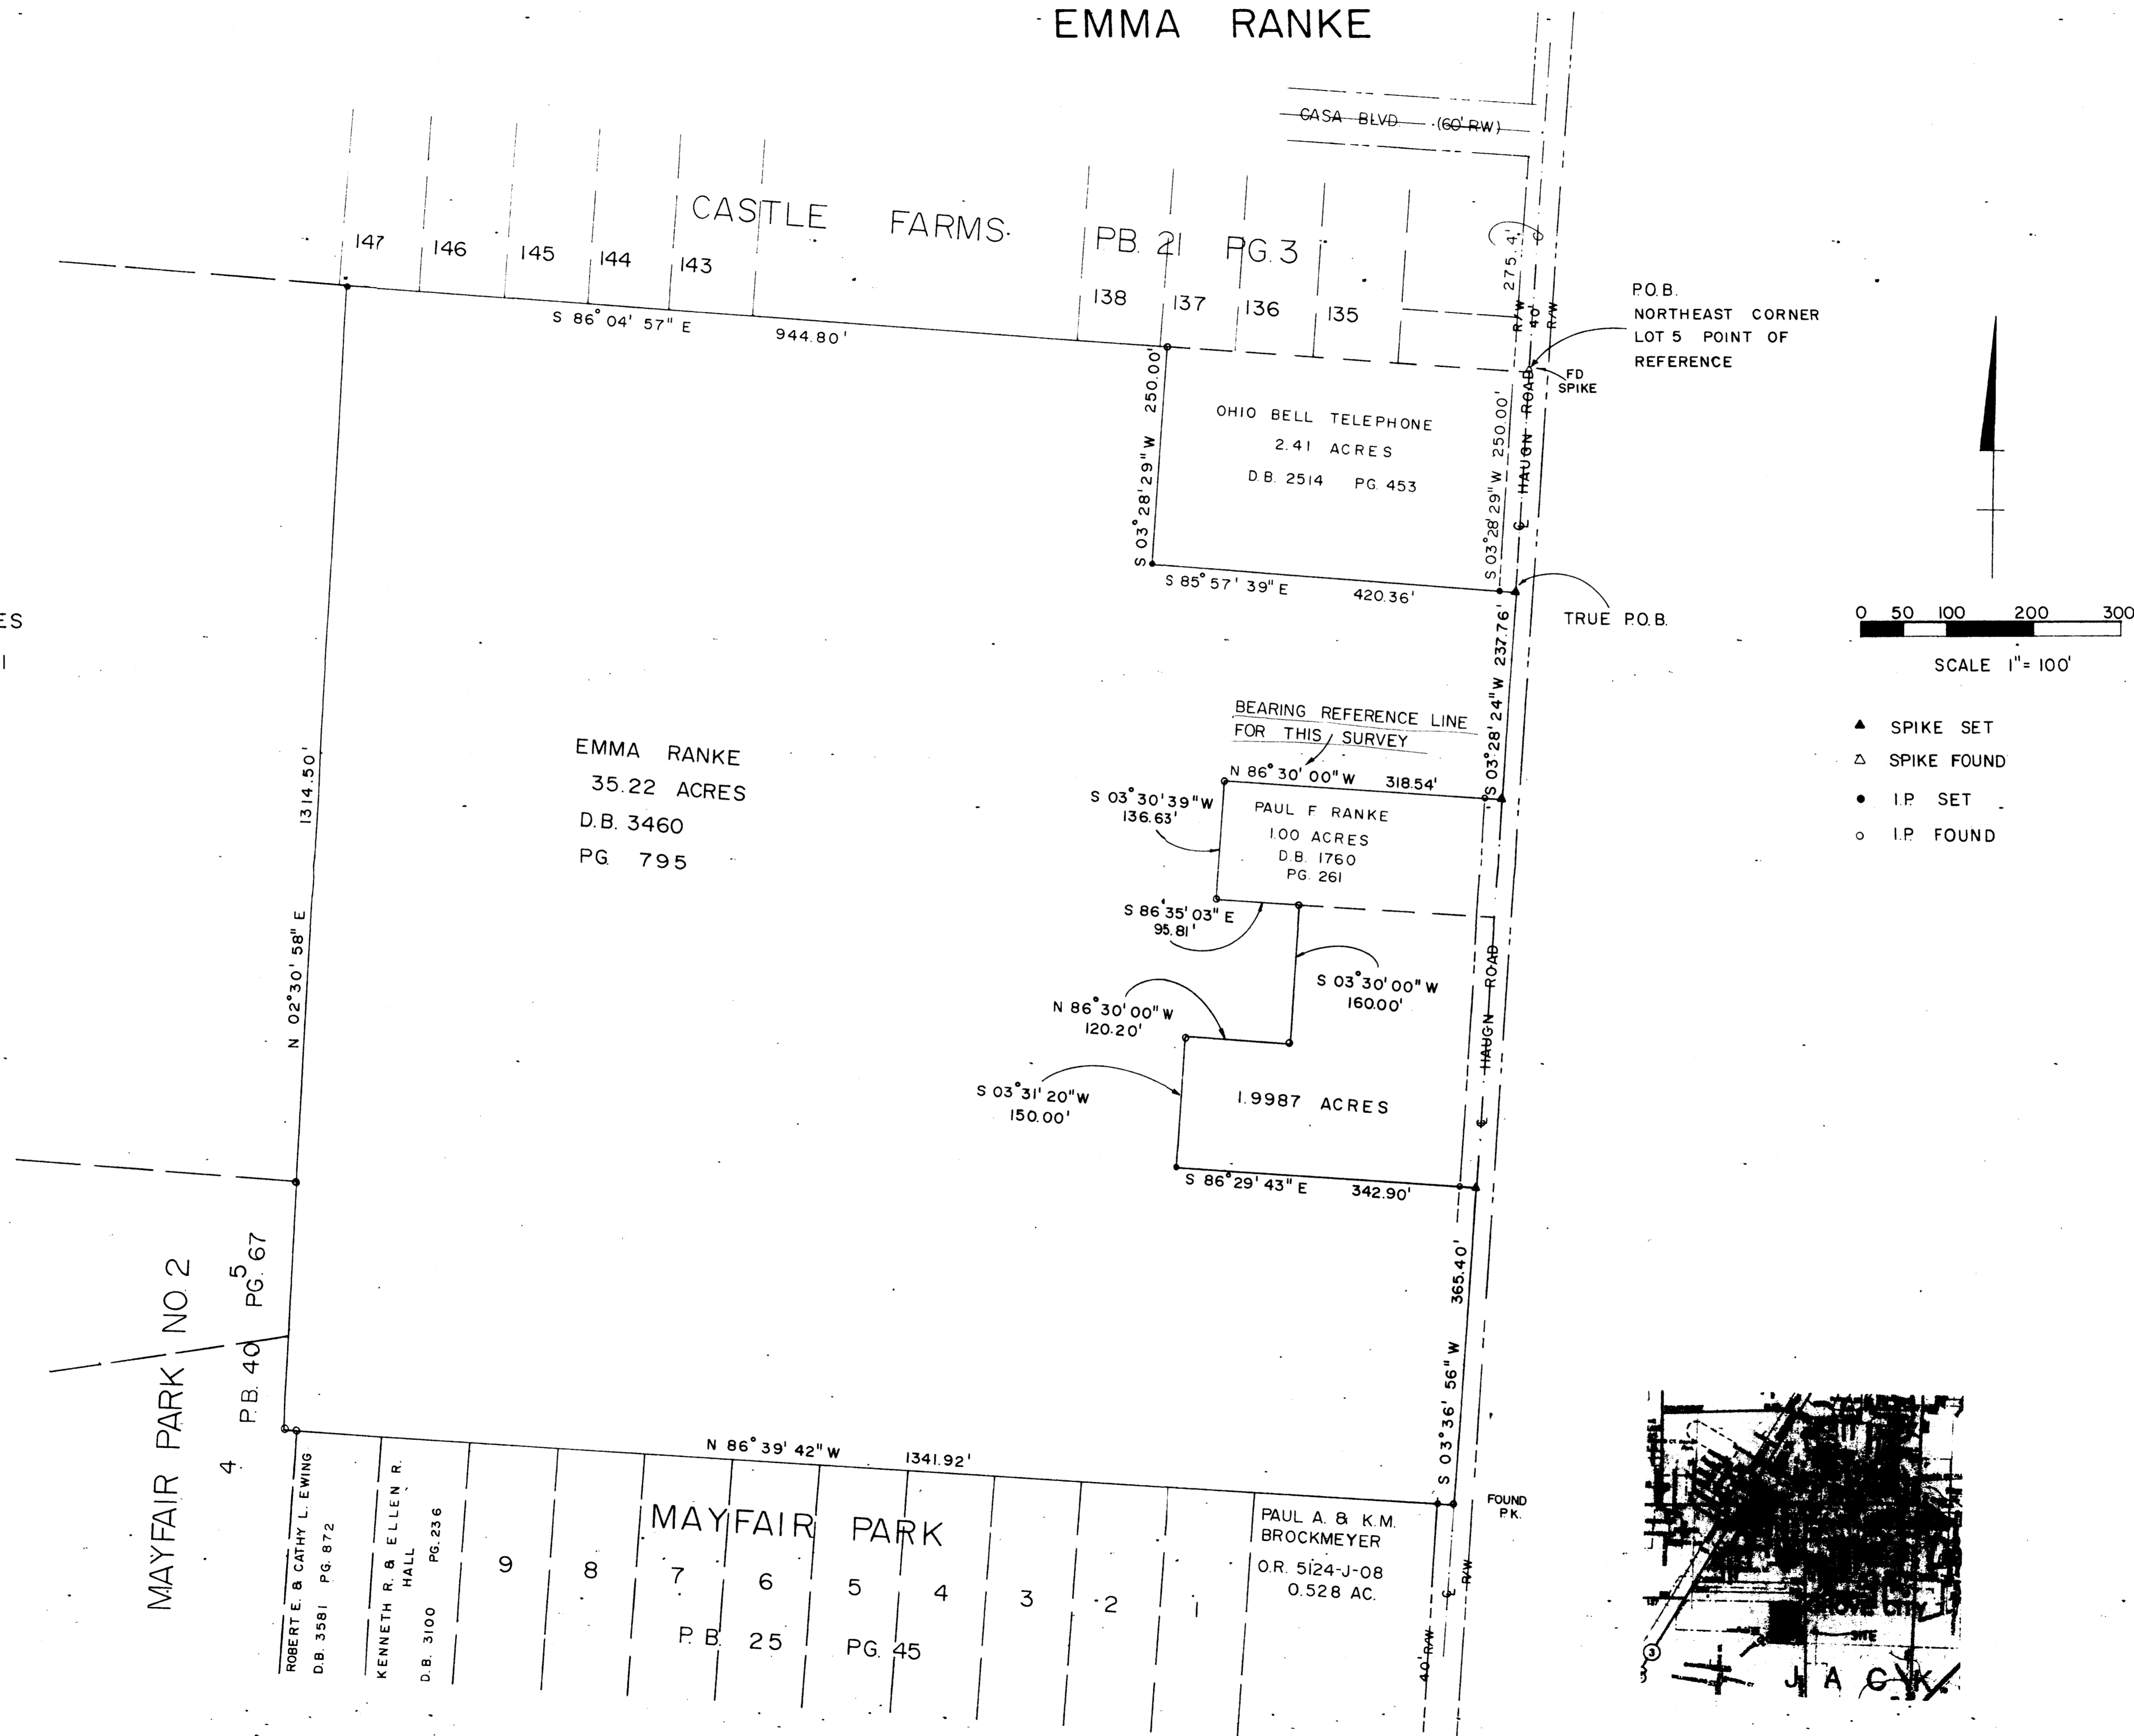 EMMA RANKE
CASA BLVD (60' RW)
CASTLE FARMS PB. 21 PG. 3
147
146
145
144
143
138
137
136
135
275.4'
R/W
40'
R/W
P.O.B.
NORTHEAST CORNER
LOT 5 POINT OF
REFERENCE
FD
SPIKE
S 86° 04' 57" E 944.80'
S 03° 28' 29" W 250.00'
OHIO BELL TELEPHONE
2.41 ACRES
D.B. 2514 PG. 453
S 03° 28' 29" W 250.00'
HAUGN ROAD
S 85° 57' 39" E 420.36'
TRUE P.O.B.
S 03° 28' 24" W 237.76'
0 50 100 200 300
SCALE 1" = 100'
SPIKE SET
SPIKE FOUND
I.P. SET
I.P. FOUND
ES
1
BEARING REFERENCE LINE
FOR THIS SURVEY
N 86° 30' 00" W 318.54'
EMMA RANKE
35.22 ACRES
D.B. 3460
PG. 795
S 03° 30' 39" W
136.63'
PAUL F. RANKE
1.00 ACRES
D.B. 1760
PG. 261
S 86° 35' 03" E
95.81'
S 03° 30' 00" W
160.00'
N 86° 30' 00" W
120.20'
S 03° 31' 20" W
150.00'
1.9987 ACRES
HAUGN ROAD
S 86° 29' 43" E 342.90'
N 02° 30' 58" E 1314.50'
S 03° 36' 56" W 365.40'
MAYFAIR PARK NO. 2
P.B. 40 PG. 67
5
4
N 86° 39' 42" W 1341.92'
FOUND
P.K.
ROBERT E. & CATHY L. EWING
D.B. 3581 PG. 872
KENNETH R. & ELLEN R.
HALL
D.B. 3100 PG. 236
MAYFAIR PARK
9
8
7
6
5
4
3
2
1
P. B. 25 PG. 45
PAUL A. & K.M.
BROCKMEYER
O.R. 5124-J-08
0.528 AC.
40' R/W
R/W
GROVE CITY
SITE
3
JACK